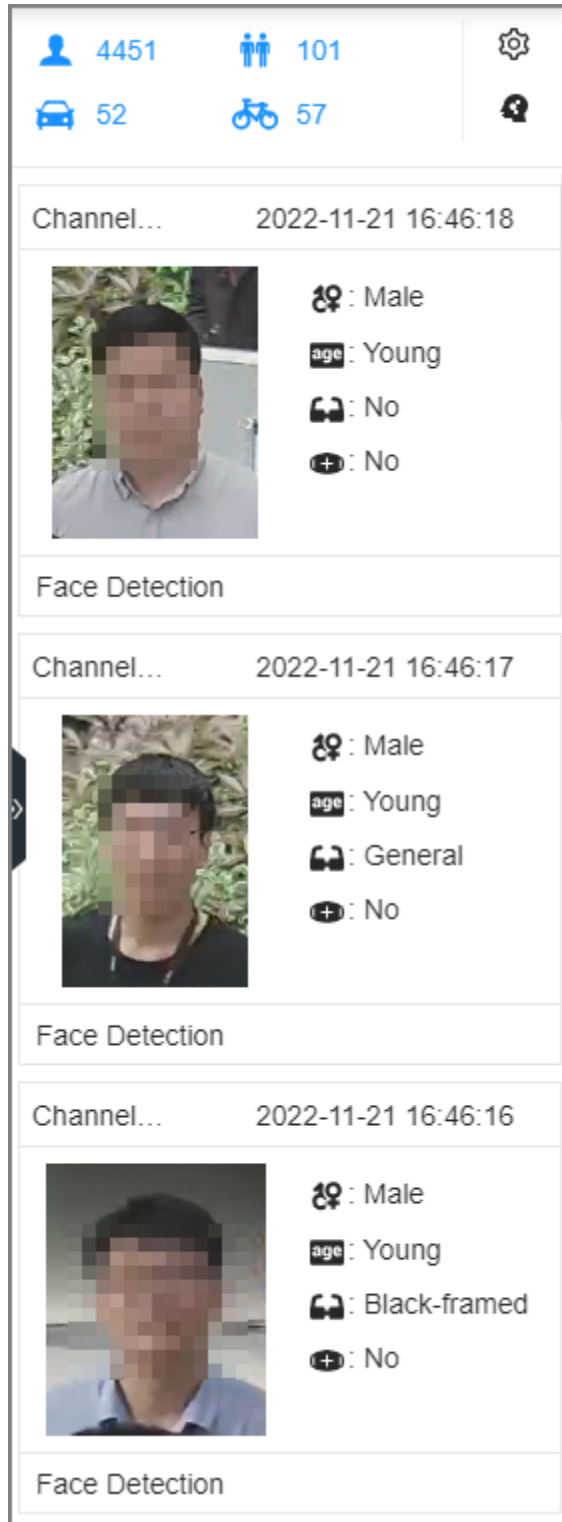 4451 101
52 57
Channel... 2022-11-21 16:46:18
: Male
age : Young
: No
: No
Face Detection
Channel... 2022-11-21 16:46:17
: Male
age : Young
: General
: No
Face Detection
Channel... 2022-11-21 16:46:16
: Male
age : Young
: Black-framed
: No
Face Detection